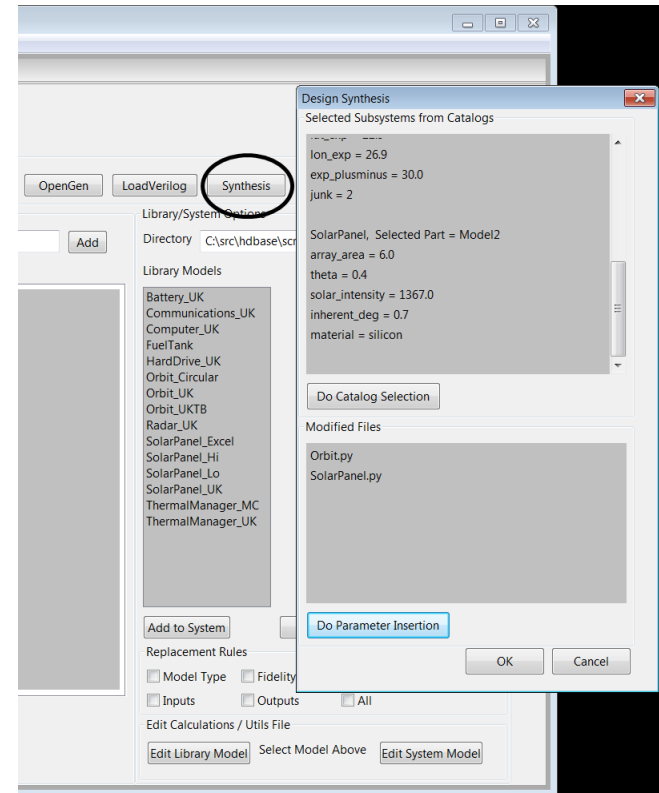 OpenGen
LoadVerilog
Synthesis
Add
Library/System Options
Directory C:\src\hdbase\scr
Library Models
Battery_UK
Communications_UK
Computer_UK
FuelTank
HardDrive_UK
Orbit_Circular
Orbit_UK
Orbit_UKTB
Radar_UK
SolarPanel_Excel
SolarPanel_Hi
SolarPanel_Lo
SolarPanel_UK
ThermalManager_MC
ThermalManager_UK
Add to System
Replacement Rules
Model Type
Fidelity
Inputs
Outputs
All
Edit Calculations / Utils File
Edit Library Model
Select Model Above
Edit System Model
Design Synthesis
Selected Subsystems from Catalogs
lon_exp = 26.9
exp_plusminus = 30.0
junk = 2
SolarPanel, Selected Part = Model2
array_area = 6.0
theta = 0.4
solar_intensity = 1367.0
inherent_deg = 0.7
material = silicon
Do Catalog Selection
Modified Files
Orbit.py
SolarPanel.py
Do Parameter Insertion
OK
Cancel